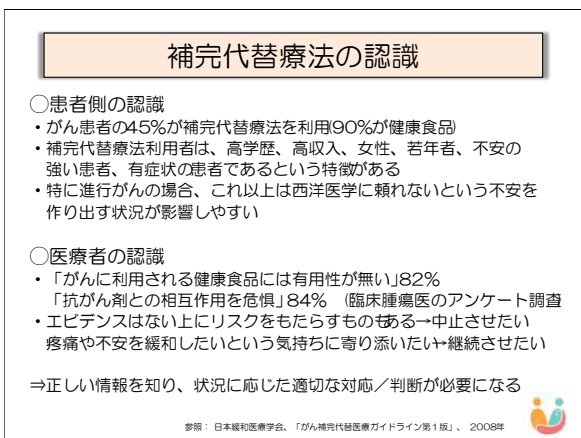 補完代替療法の認識
○患者側の認識
・がん患者の45%が補完代替療法を利用(90%が健康食品)
・補完代替療法利用者は、高学歴、高収入、女性、若年者、不安の
強い患者、有症状の患者であるという特徴がある
・特に進行がんの場合、これ以上は西洋医学に頼れないという不安を
作り出す状況が影響しやすい
○医療者の認識
・「がんに利用される健康食品には有用性が無い」82%
「抗がん剤との相互作用を危惧」84% (臨床腫瘍医のアンケート調査
・エビデンスはない上にリスクをもたらすものもある→中止させたい
疼痛や不安を緩和したいという気持ちに寄り添いたい↔継続させたい
⇒正しい情報を知り、状況に応じた適切な対応/判断が必要になる
参照: 日本緩和医療学会、「がん補完代替医療ガイドライン第1版」、 2008年